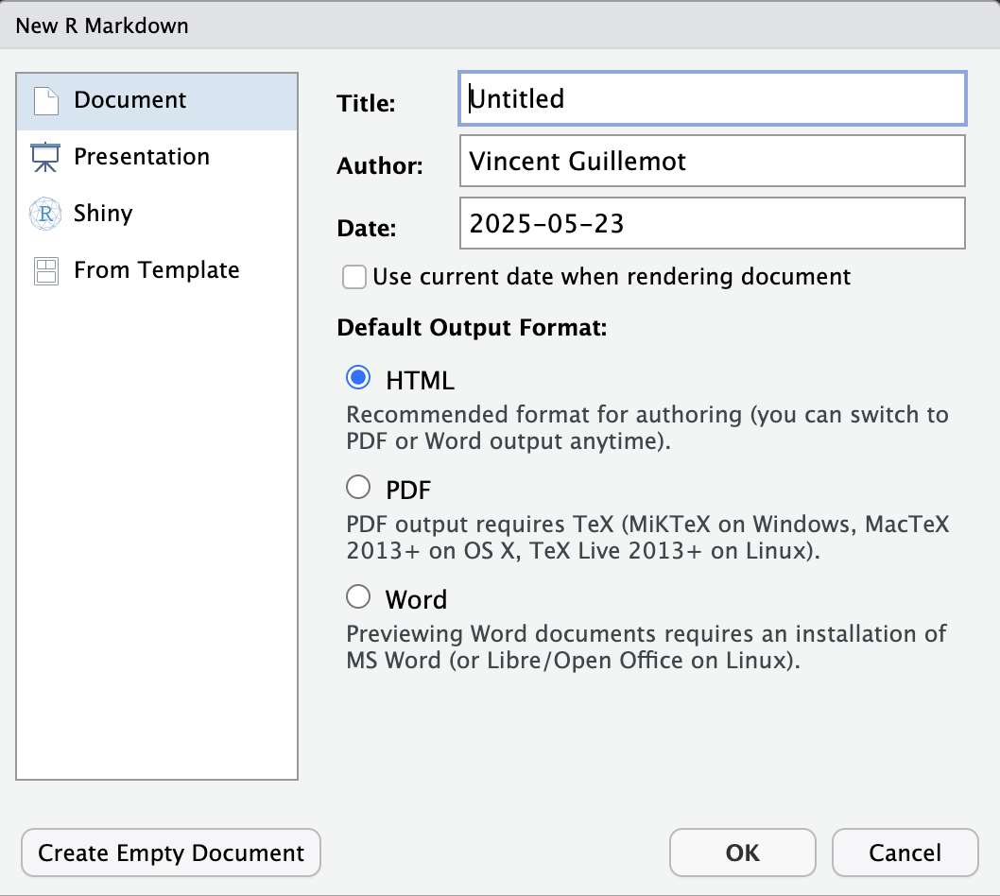 New R Markdown
Document
Presentation
R
Shiny
From Template
Title:
Untitled
Author:
Vincent Guillemot
Date:
2025-05-23
Use current date when rendering document
Default Output Format:
HTML
Recommended format for authoring (you can switch to
PDF or Word output anytime).
PDF
PDF output requires TeX (MiKTeX on Windows, MacTeX
2013+ on OS X, TeX Live 2013+ on Linux).
Word
Previewing Word documents requires an installation of
MS Word (or Libre/Open Office on Linux).
Create Empty Document
OK
Cancel